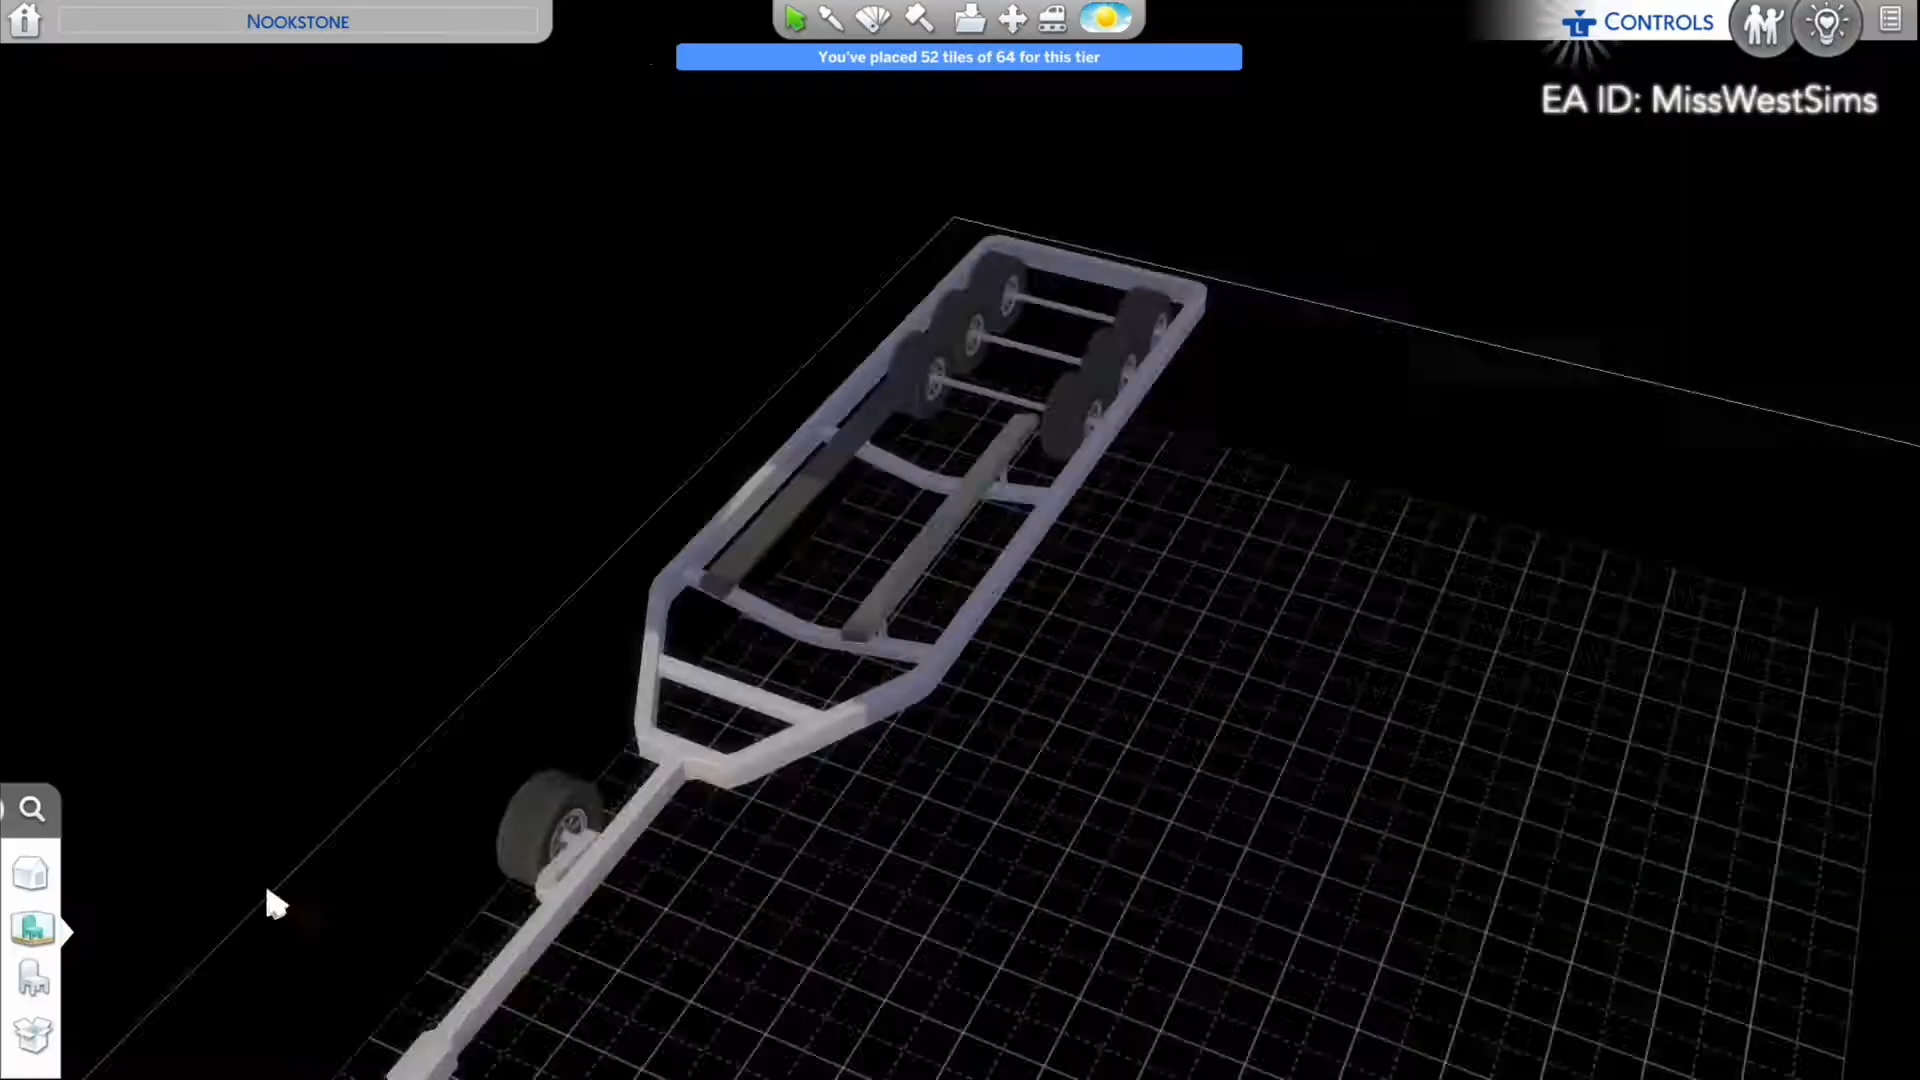 NOOKSTONE
You've placed 52 tiles of 64 for this tier
L CONTROLS
EA ID: MissWestSims